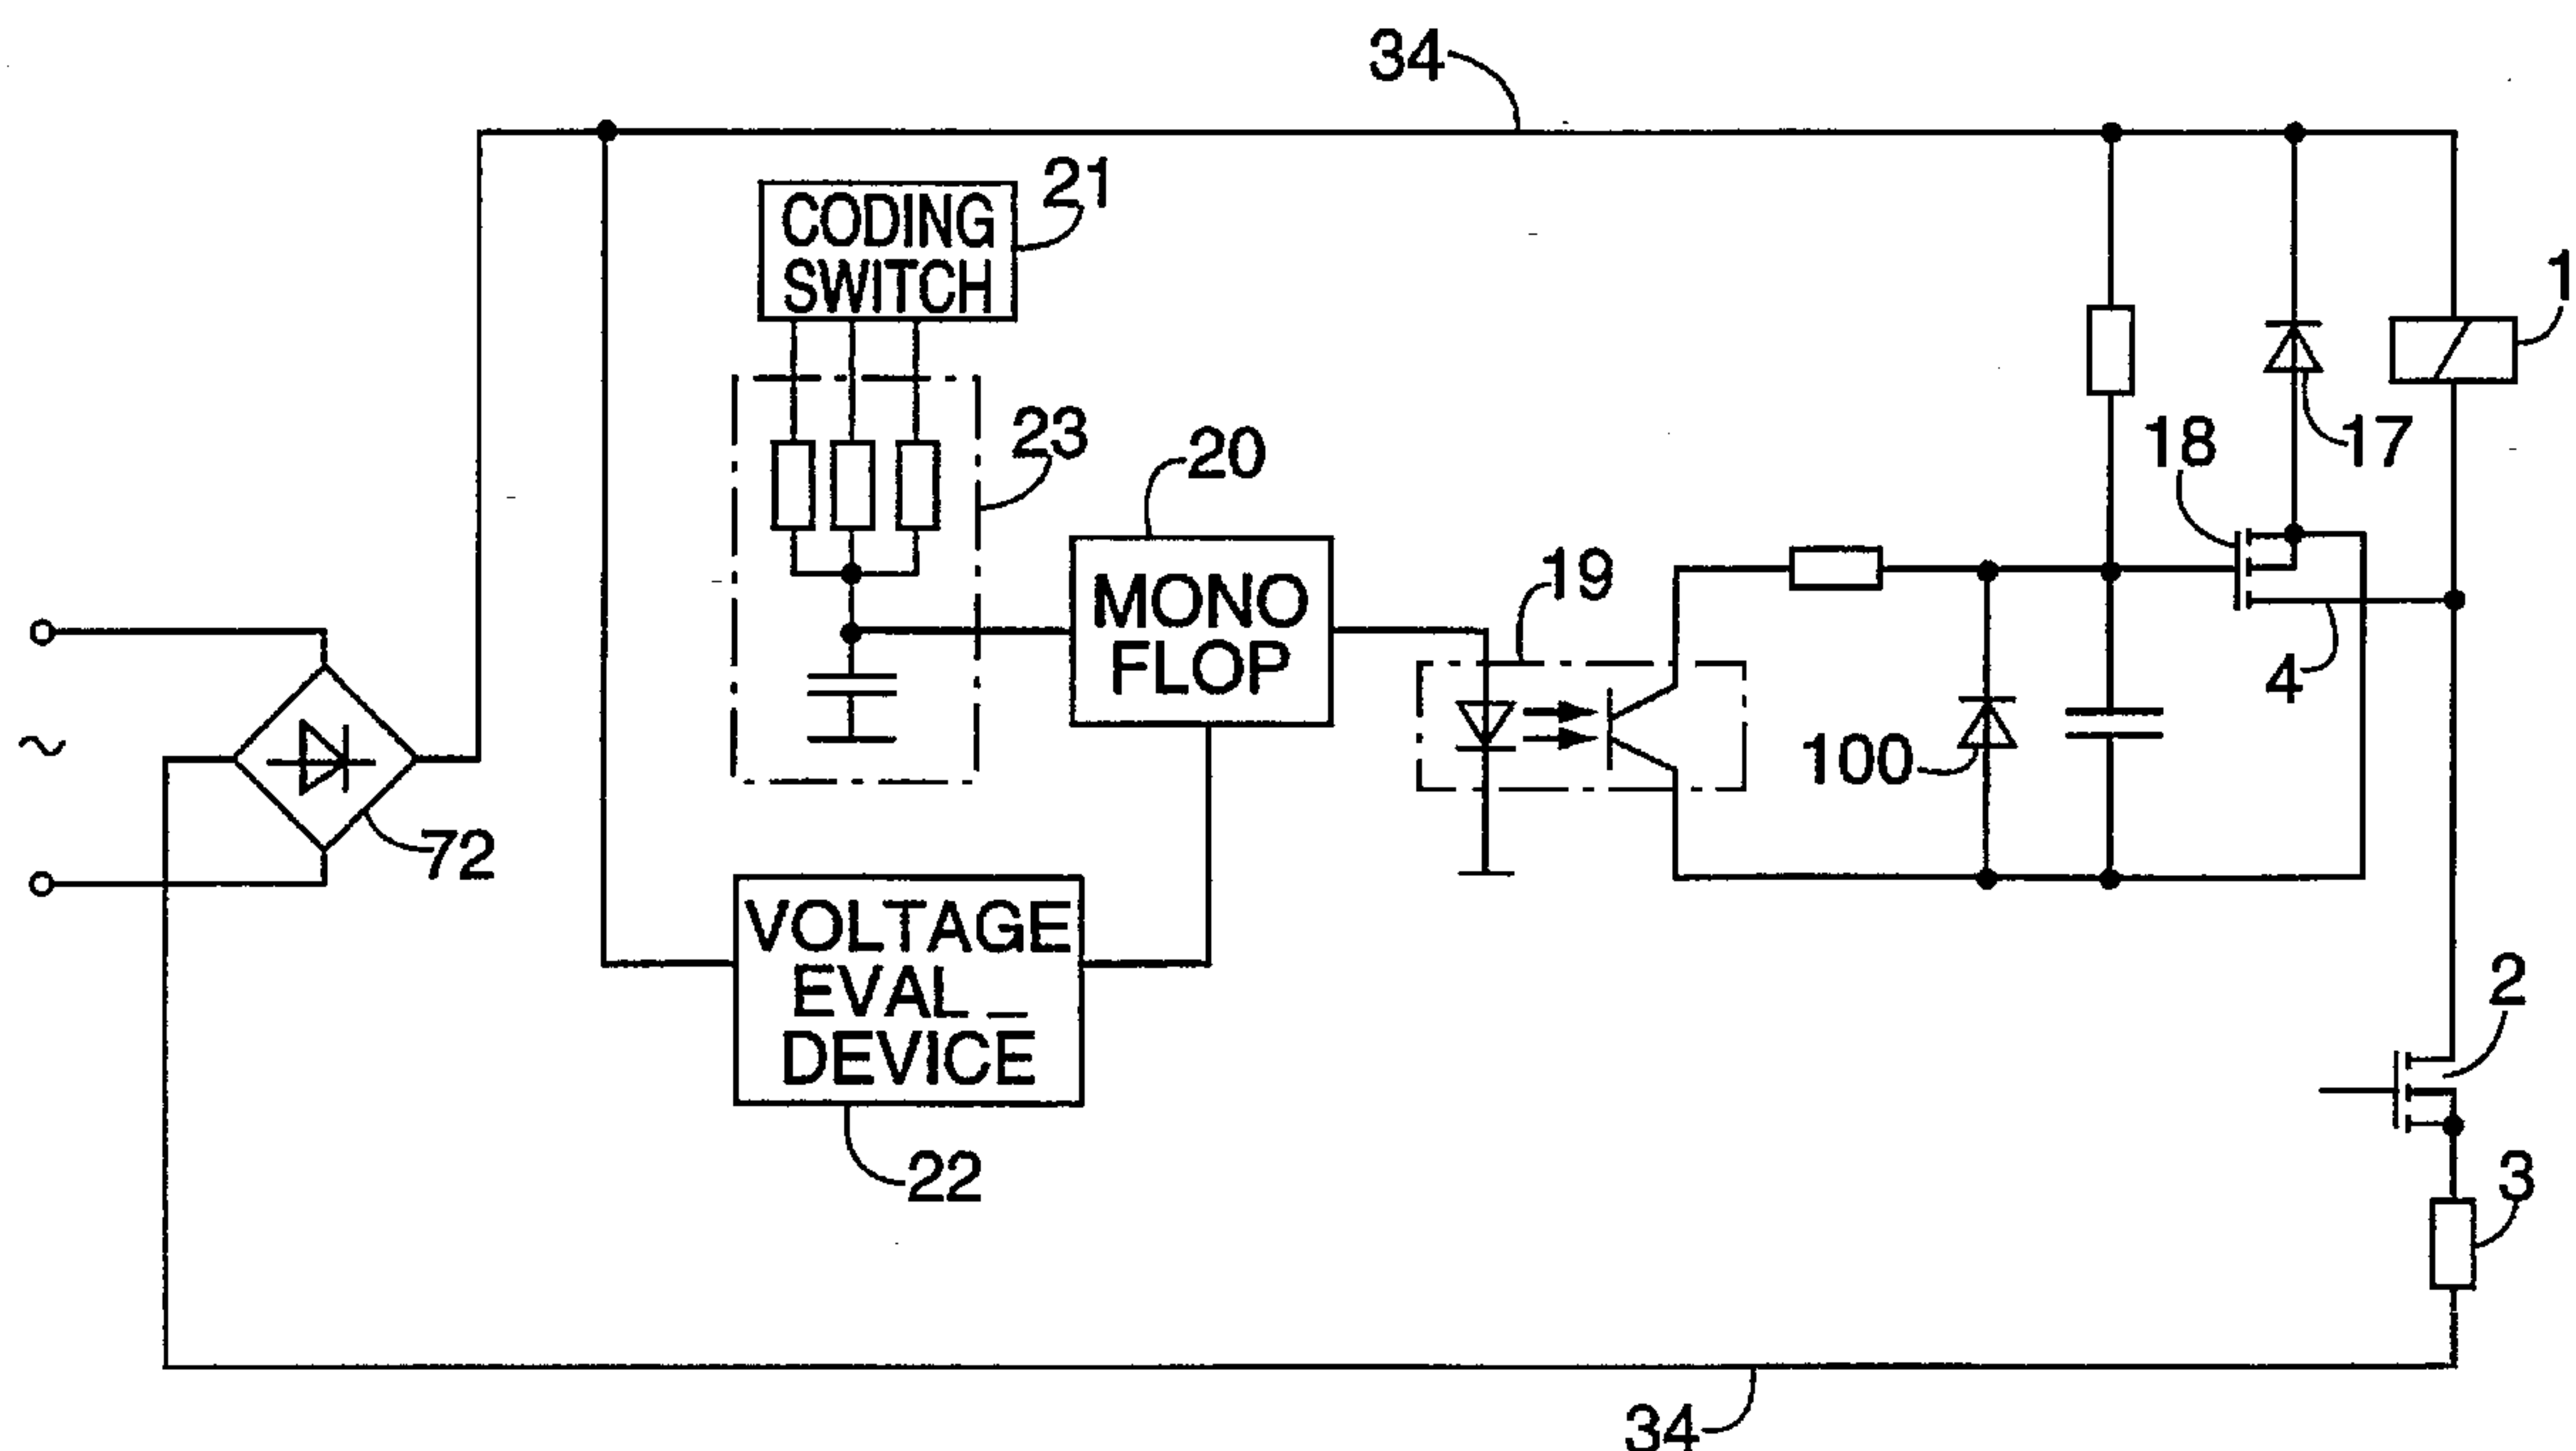 34
CODING
SWITCH
21
1
23
20
18
17
19
MONO
FLOP
4
~
100
72
VOLTAGE
EVAL_
DEVICE
2
22
3
34